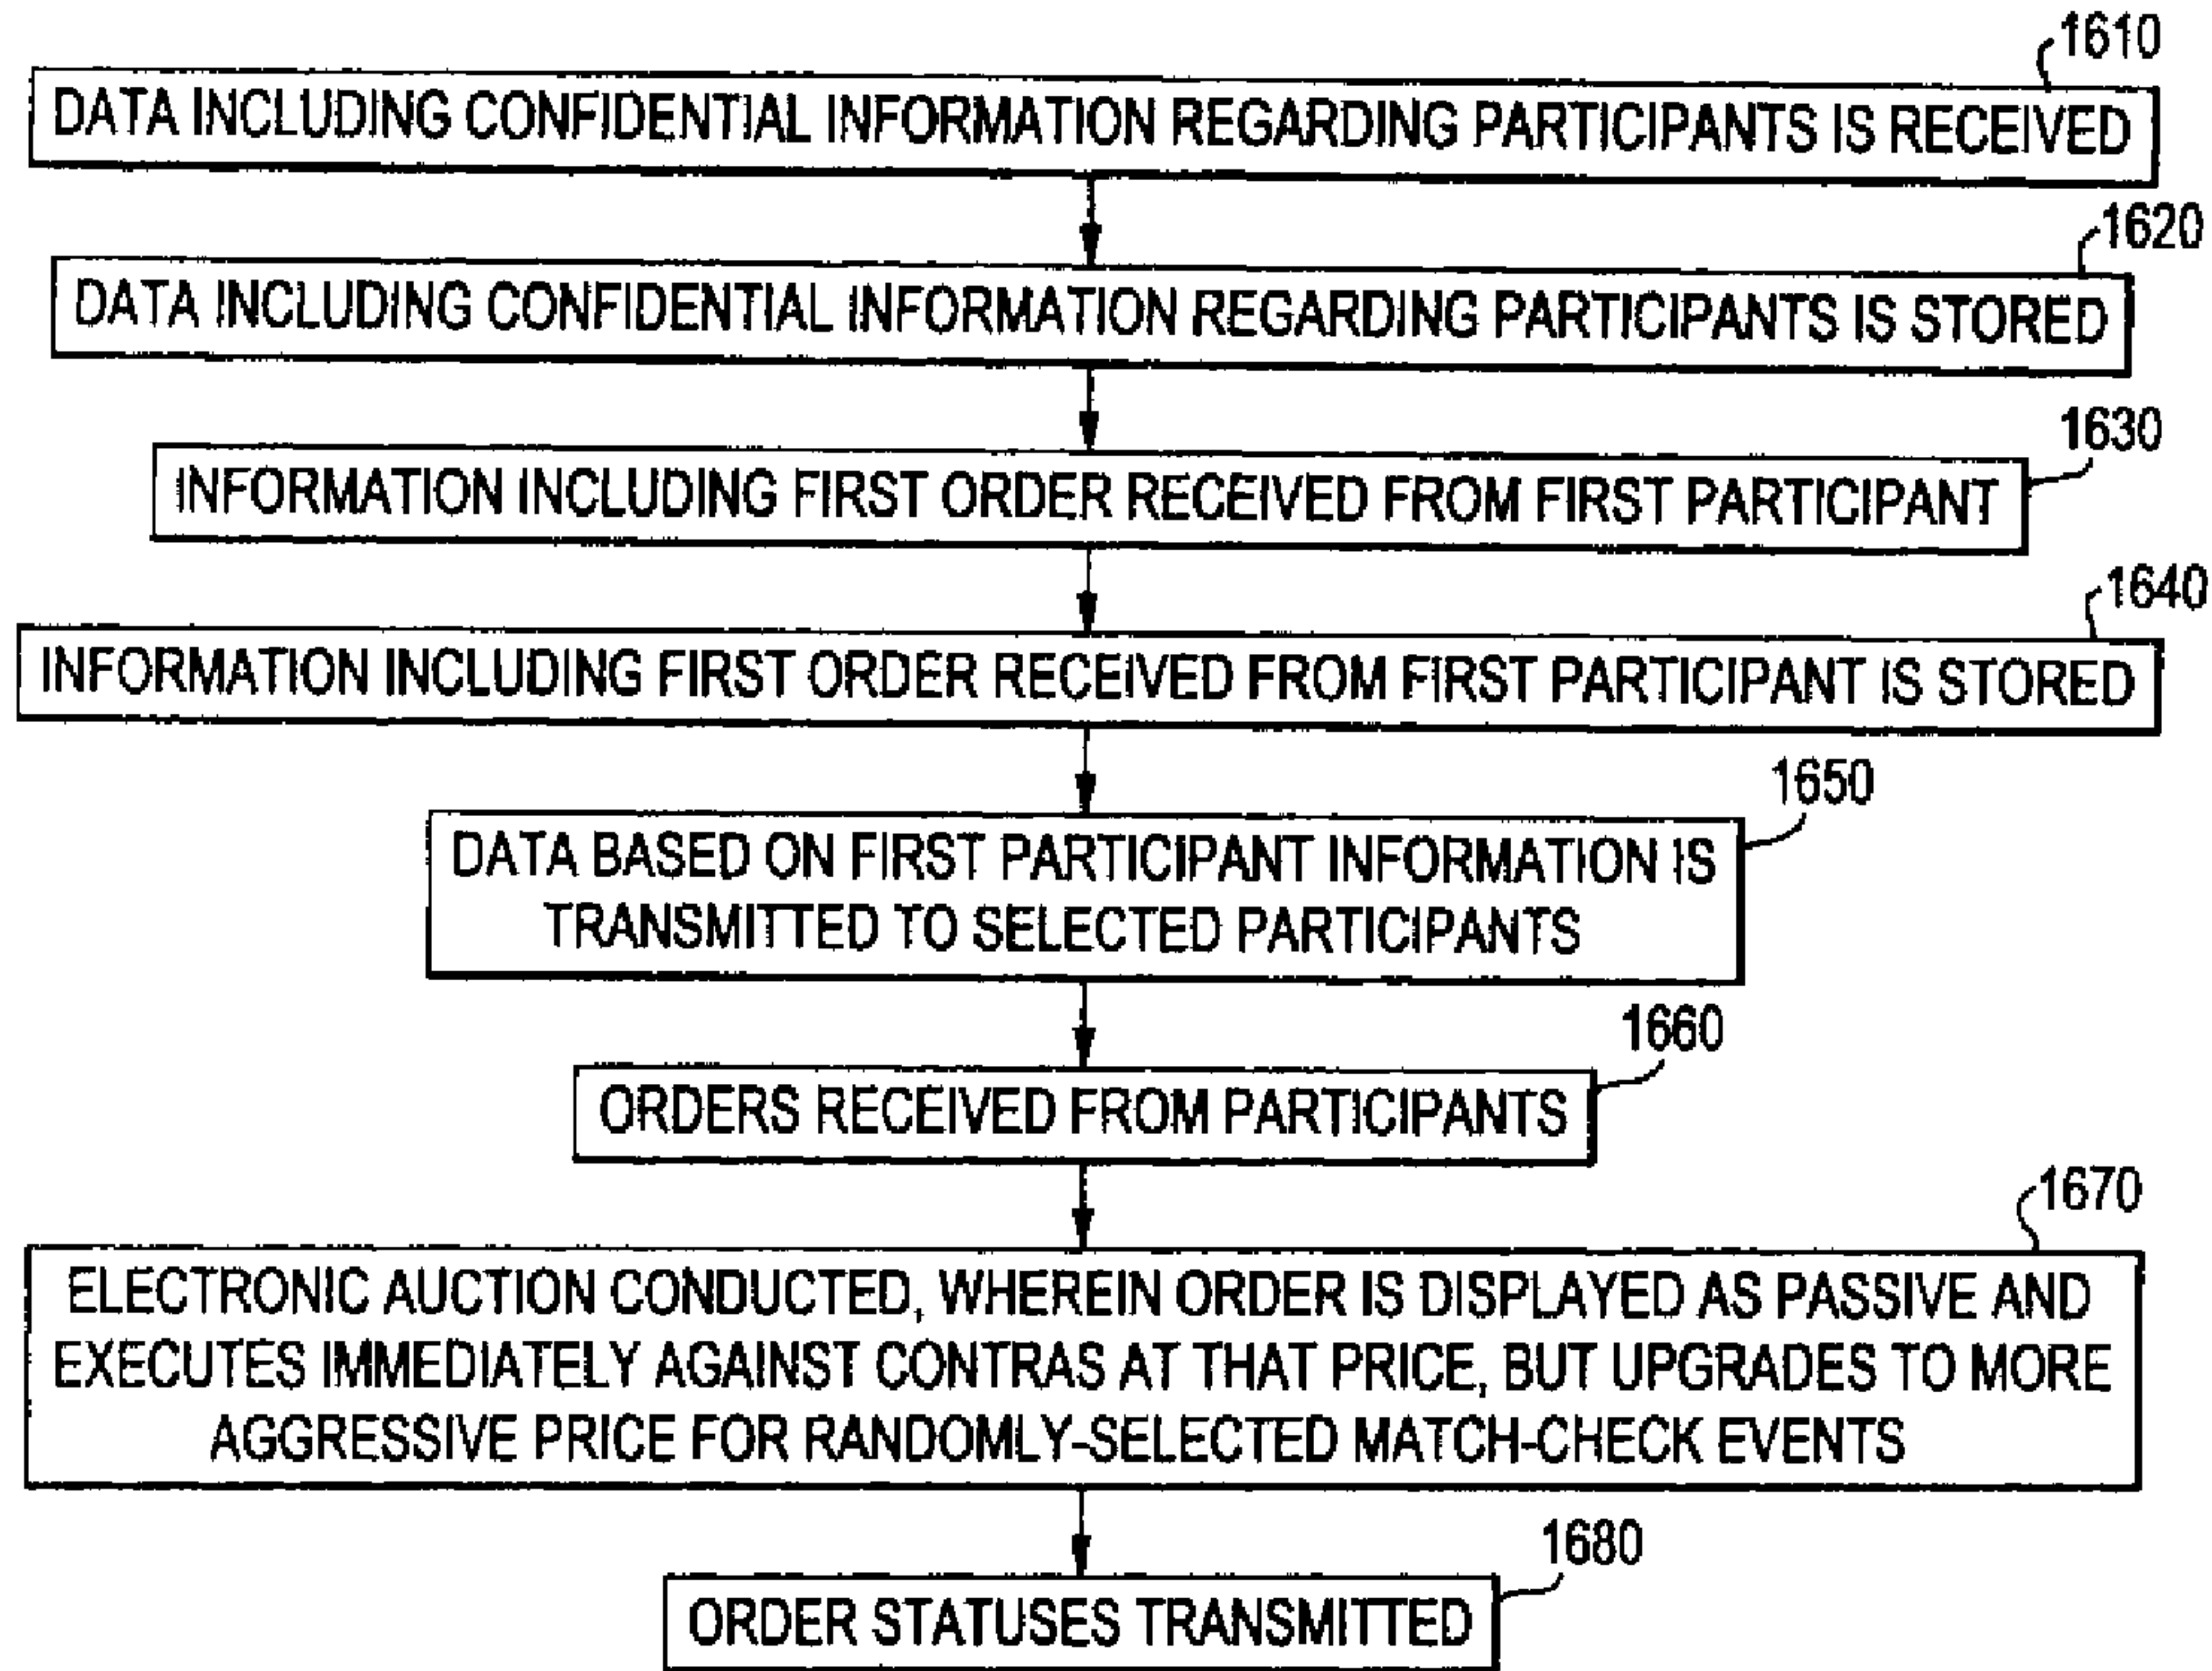 1610
DATA INCLUDING CONFIDENTIAL INFORMATION REGARDING PARTICIPANTS IS RECEIVED
1620
DATA INCLUDING CONFIDENTIAL INFORMATION REGARDING PARTICIPANTS IS STORED
1630
INFORMATION INCLUDING FIRST ORDER RECEIVED FROM FIRST PARTICIPANT
1640
INFORMATION INCLUDING FIRST ORDER RECEIVED FROM FIRST PARTICIPANT IS STORED
1650
DATA BASED ON FIRST PARTICIPANT INFORMATION IS
TRANSMITTED TO SELECTED PARTICIPANTS
1660
ORDERS RECEIVED FROM PARTICIPANTS
1670
ELECTRONIC AUCTION CONDUCTED, WHEREIN ORDER IS DISPLAYED AS PASSIVE AND
EXECUTES IMMEDIATELY AGAINST CONTRAS AT THAT PRICE, BUT UPGRADES TO MORE
AGGRESSIVE PRICE FOR RANDOMLY-SELECTED MATCH-CHECK EVENTS
1680
ORDER STATUSES TRANSMITTED